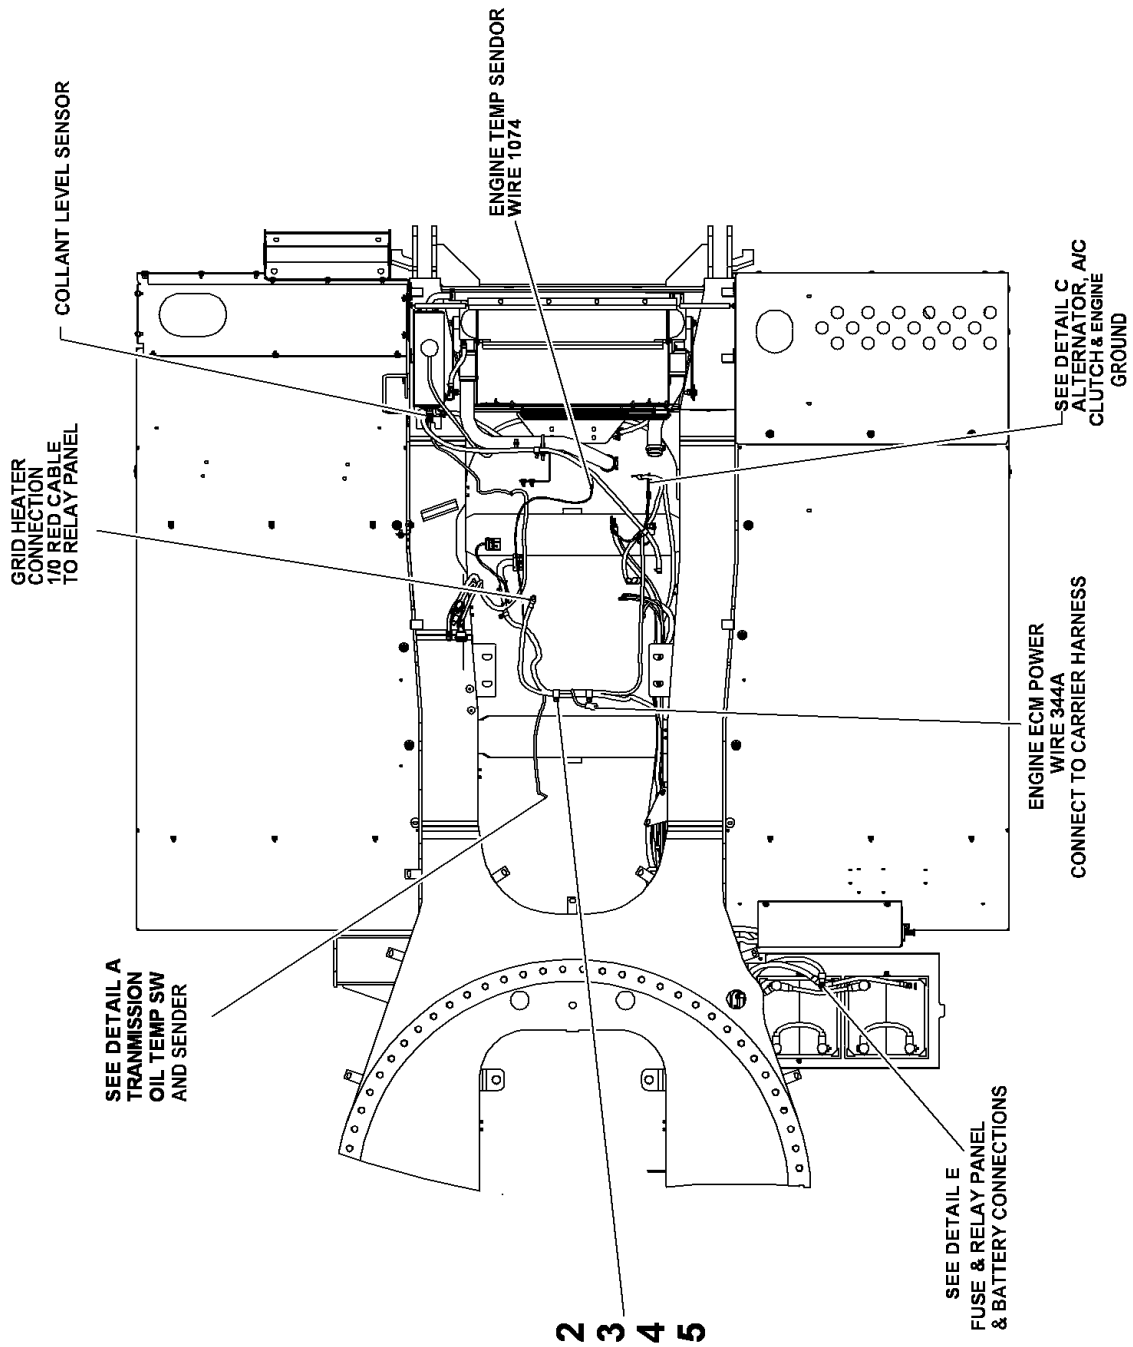 COLLANT LEVEL SENSOR
ENGINE TEMP SENDOR
WIRE 1074
SEE DETAIL C
ALTERNATOR, A/C
CLUTCH & ENGINE
GROUND
GRID HEATER
CONNECTION
1/0 RED CABLE
TO RELAY PANEL
ENGINE ECM POWER
WIRE 344A
CONNECT TO CARRIER HARNESS
SEE DETAIL A
TRANMISSION
OIL TEMP SW
AND SENDER
SEE DETAIL E
FUSE & RELAY PANEL
& BATTERY CONNECTIONS
2
3
4
5